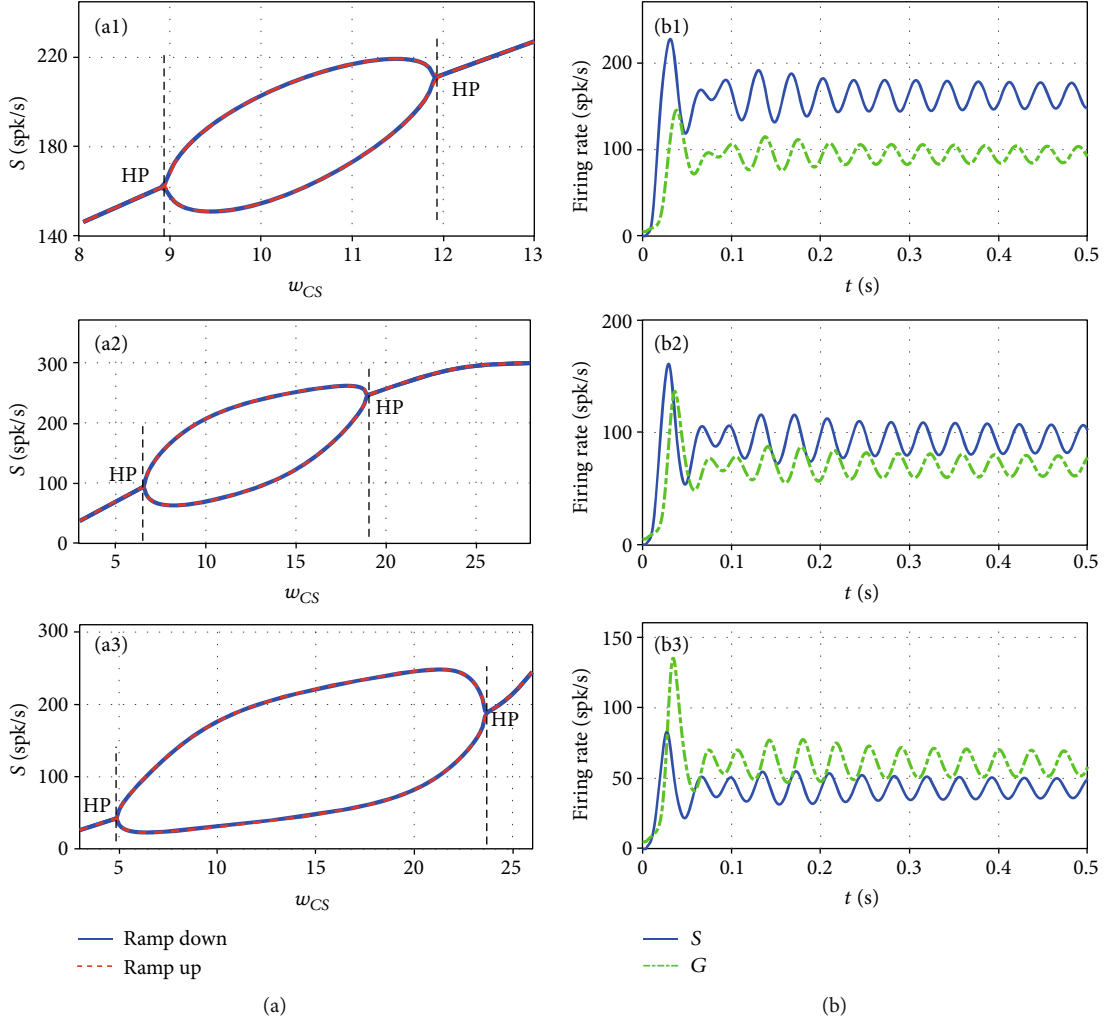 (a1)
220
180
140
S (spk/s)
HP
HP
8 9 10 11 12 13
w_CS
(b1)
200
100
0
Firing rate (spk/s)
0 0.1 0.2 0.3 0.4 0.5
t (s)
(a2)
300
200
100
0
S (spk/s)
HP
HP
5 10 15 20 25
w_CS
(b2)
200
100
0
Firing rate (spk/s)
0 0.1 0.2 0.3 0.4 0.5
t (s)
(a3)
300
200
100
0
S (spk/s)
HP
HP
5 10 15 20 25
w_CS
(b3)
150
100
50
0
Firing rate (spk/s)
0 0.1 0.2 0.3 0.4 0.5
t (s)
Ramp down
Ramp up
S
G
(a)
(b)